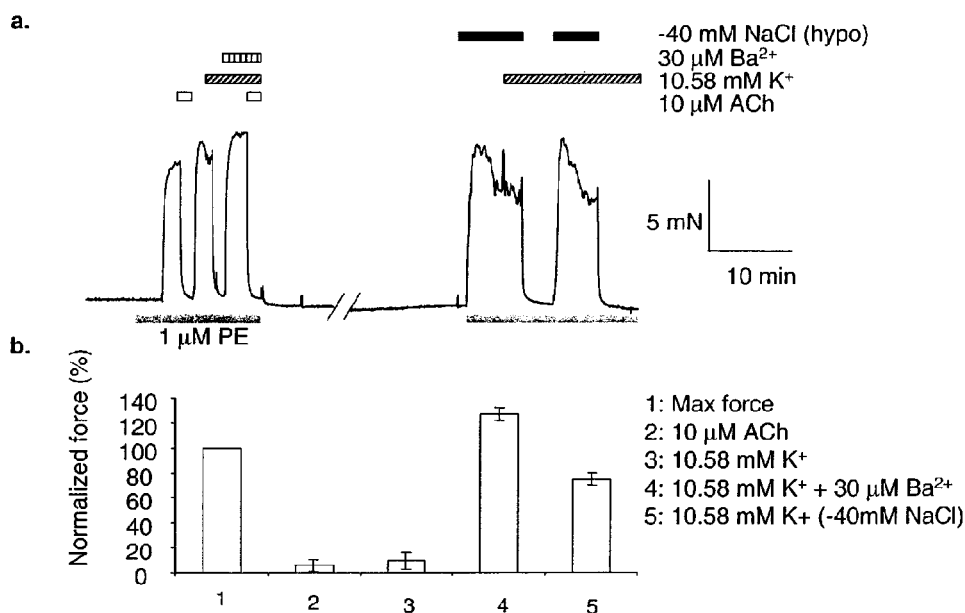 a.
-40 mM NaCl (hypo)
30 µM Ba²⁺
10.58 mM K⁺
10 µM ACh
5 mN
10 min
1 µM PE
b.
Normalized force (%)
140
120
100
80
60
40
20
0
1
2
3
4
5
1: Max force
2: 10 µM ACh
3: 10.58 mM K⁺
4: 10.58 mM K⁺ + 30 µM Ba²⁺
5: 10.58 mM K+ (-40mM NaCl)